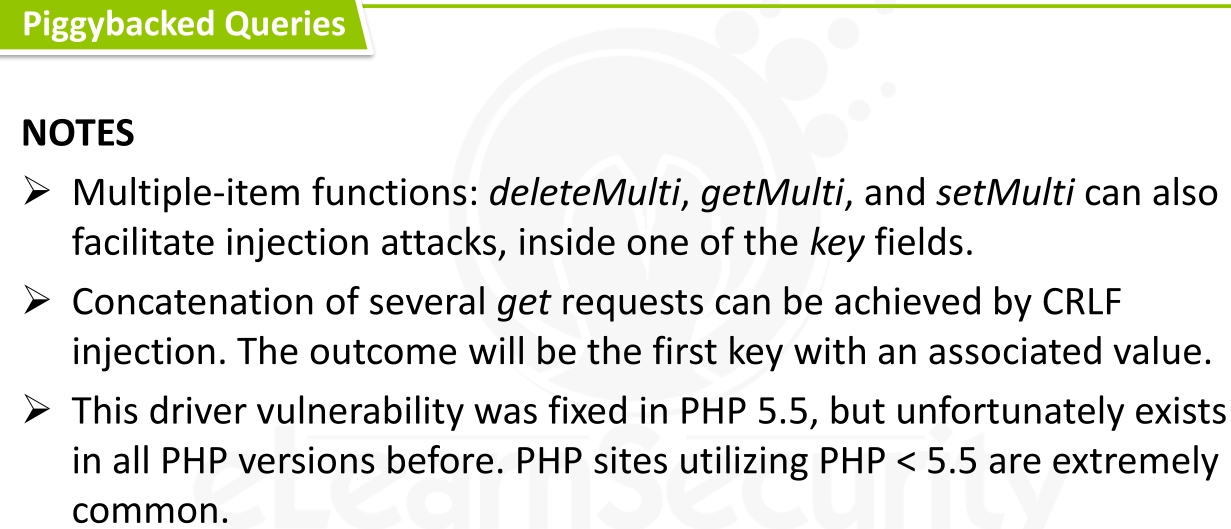 Piggybacked Queries
NOTES
➢ Multiple-item functions: deleteMulti, getMulti, and setMulti can also
facilitate injection attacks, inside one of the key fields.
➢ Concatenation of several get requests can be achieved by CRLF
injection. The outcome will be the first key with an associated value.
➢ This driver vulnerability was fixed in PHP 5.5, but unfortunately exists
in all PHP versions before. PHP sites utilizing PHP < 5.5 are extremely
common.
eLearnSecurity